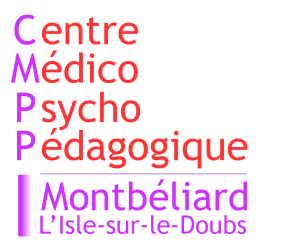 Centre
Médico
Psycho
Pédagogique
Montbéliard
L'Isle-sur-le-Doubs